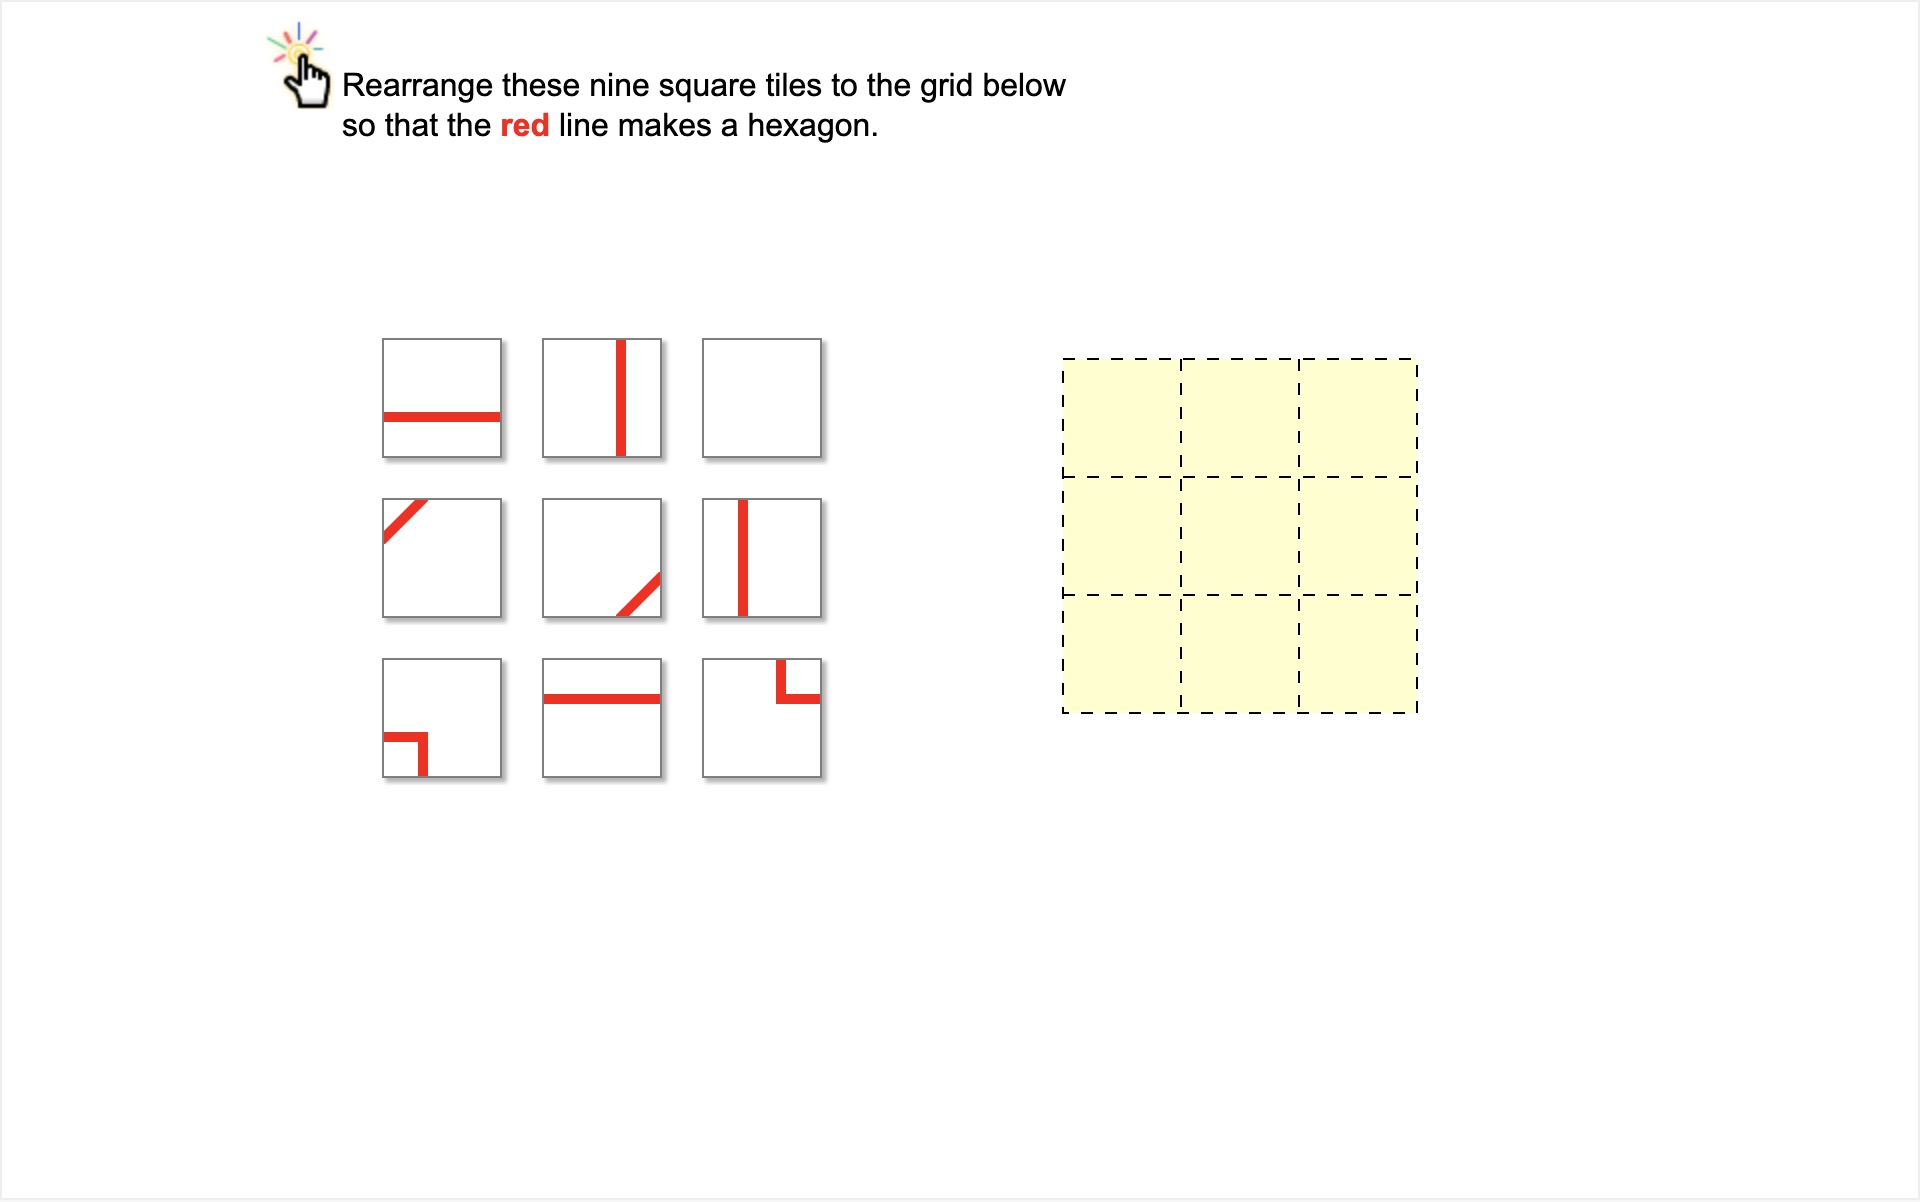 Rearrange these nine square tiles to the grid below
so that the red line makes a hexagon.